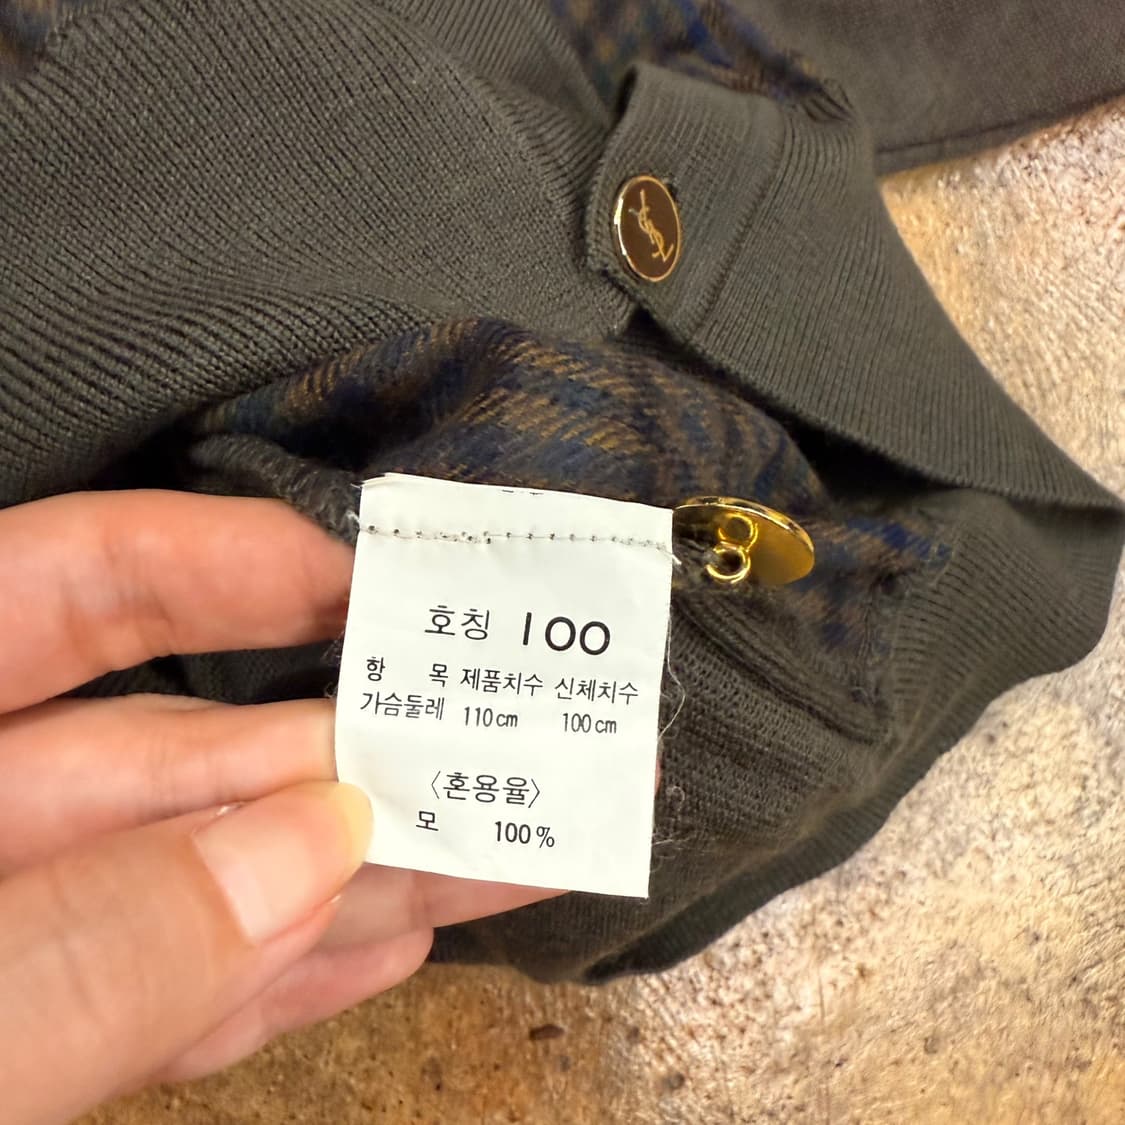 YSL
호칭 100
항 목 제품치수 신체치수
가슴둘레 110cm 100cm
〈혼용율〉
모 100%